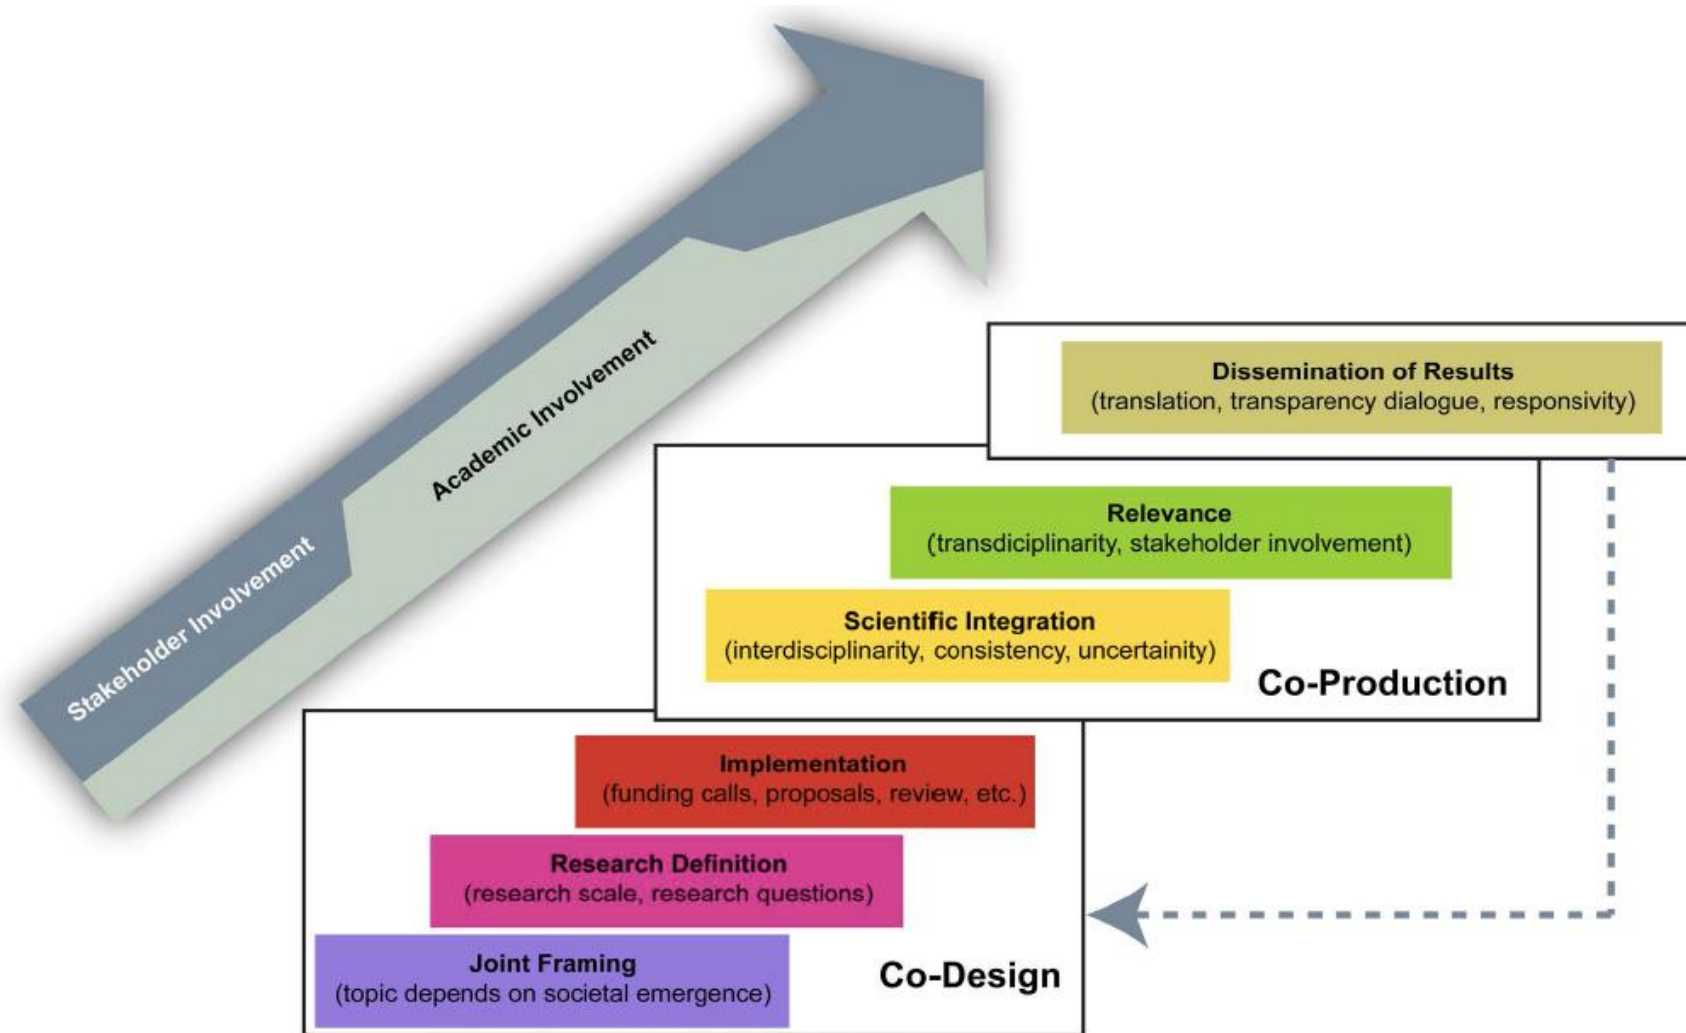 Stakeholder Involvement
Academic Involvement
Dissemination of Results
(translation, transparency dialogue, responsivity)
Relevance
(transdiciplinarity, stakeholder involvement)
Scientific Integration
(interdisciplinarity, consistency, uncertainity)
Co-Production
Implementation
(funding calls, proposals, review, etc.)
Research Definition
(research scale, research questions)
Joint Framing
(topic depends on societal emergence)
Co-Design